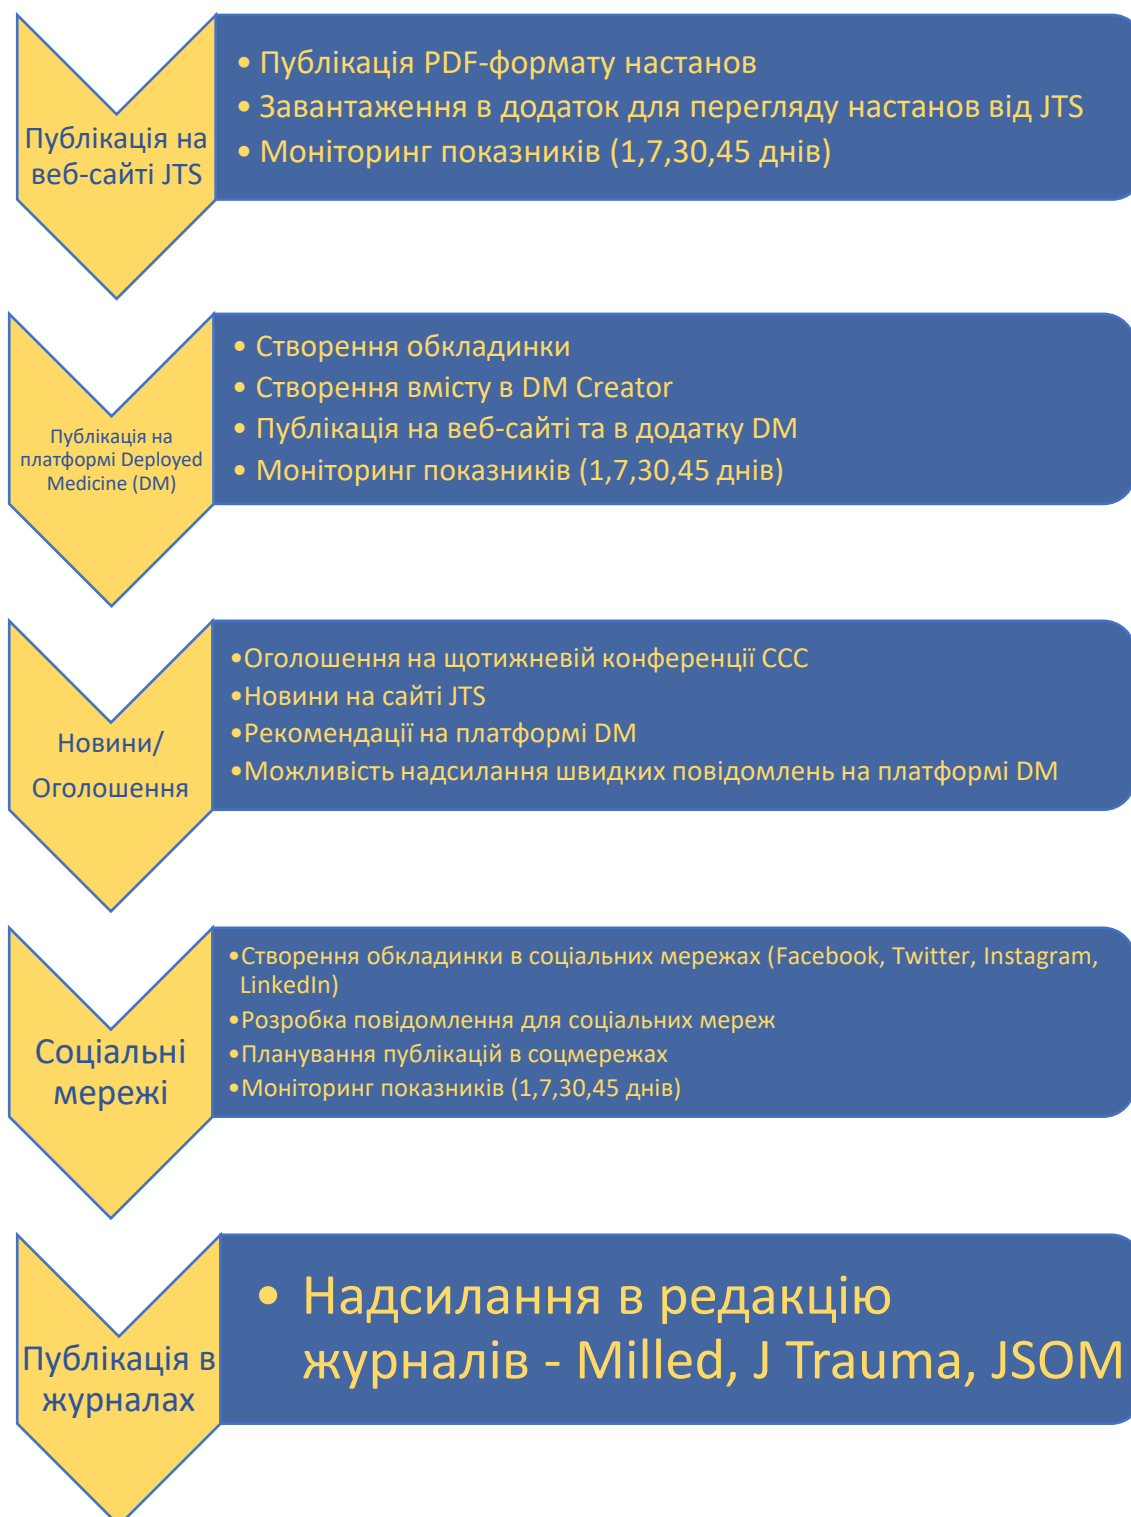 Публікація на
веб-сайті JTS
• Публікація PDF-формату настанов
• Завантаження в додаток для перегляду настанов від JTS
• Моніторинг показників (1,7,30,45 днів)
Публікація на
платформі Deployed
Medicine (DM)
• Створення обкладинки
• Створення вмісту в DM Creator
• Публікація на веб-сайті та в додатку DM
• Моніторинг показників (1,7,30,45 днів)
Новини/
Оголошення
•Оголошення на щотижневій конференції CCC
•Новини на сайті JTS
•Рекомендації на платформі DM
•Можливість надсилання швидких повідомлень на платформі DM
Соціальні
мережі
•Створення обкладинки в соціальних мережах (Facebook, Twitter, Instagram,
LinkedIn)
•Розробка повідомлення для соціальних мереж
•Планування публікацій в соцмережах
•Моніторинг показників (1,7,30,45 днів)
Публікація в
журналах
• Надсилання в редакцію
журналів - Milled, J Trauma, JSOM